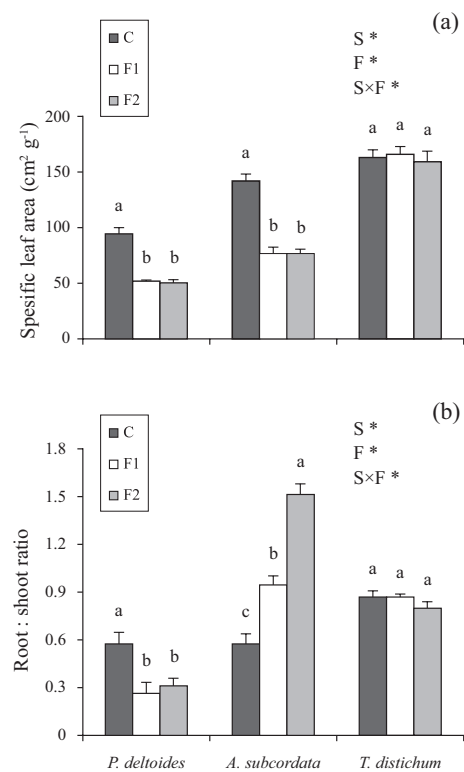 (a)
C
F1
F2
S *
F *
S×F *
Spesific leaf area (cm² g⁻¹)
200
150
100
50
0
a
b
b
a
b
b
a
a
a
(b)
C
F1
F2
S *
F *
S×F *
Root : shoot ratio
1.8
1.5
1.2
0.9
0.6
0.3
0
a
b
b
c
b
a
a
a
a
P. deltoides
A. subcordata
T. distichum